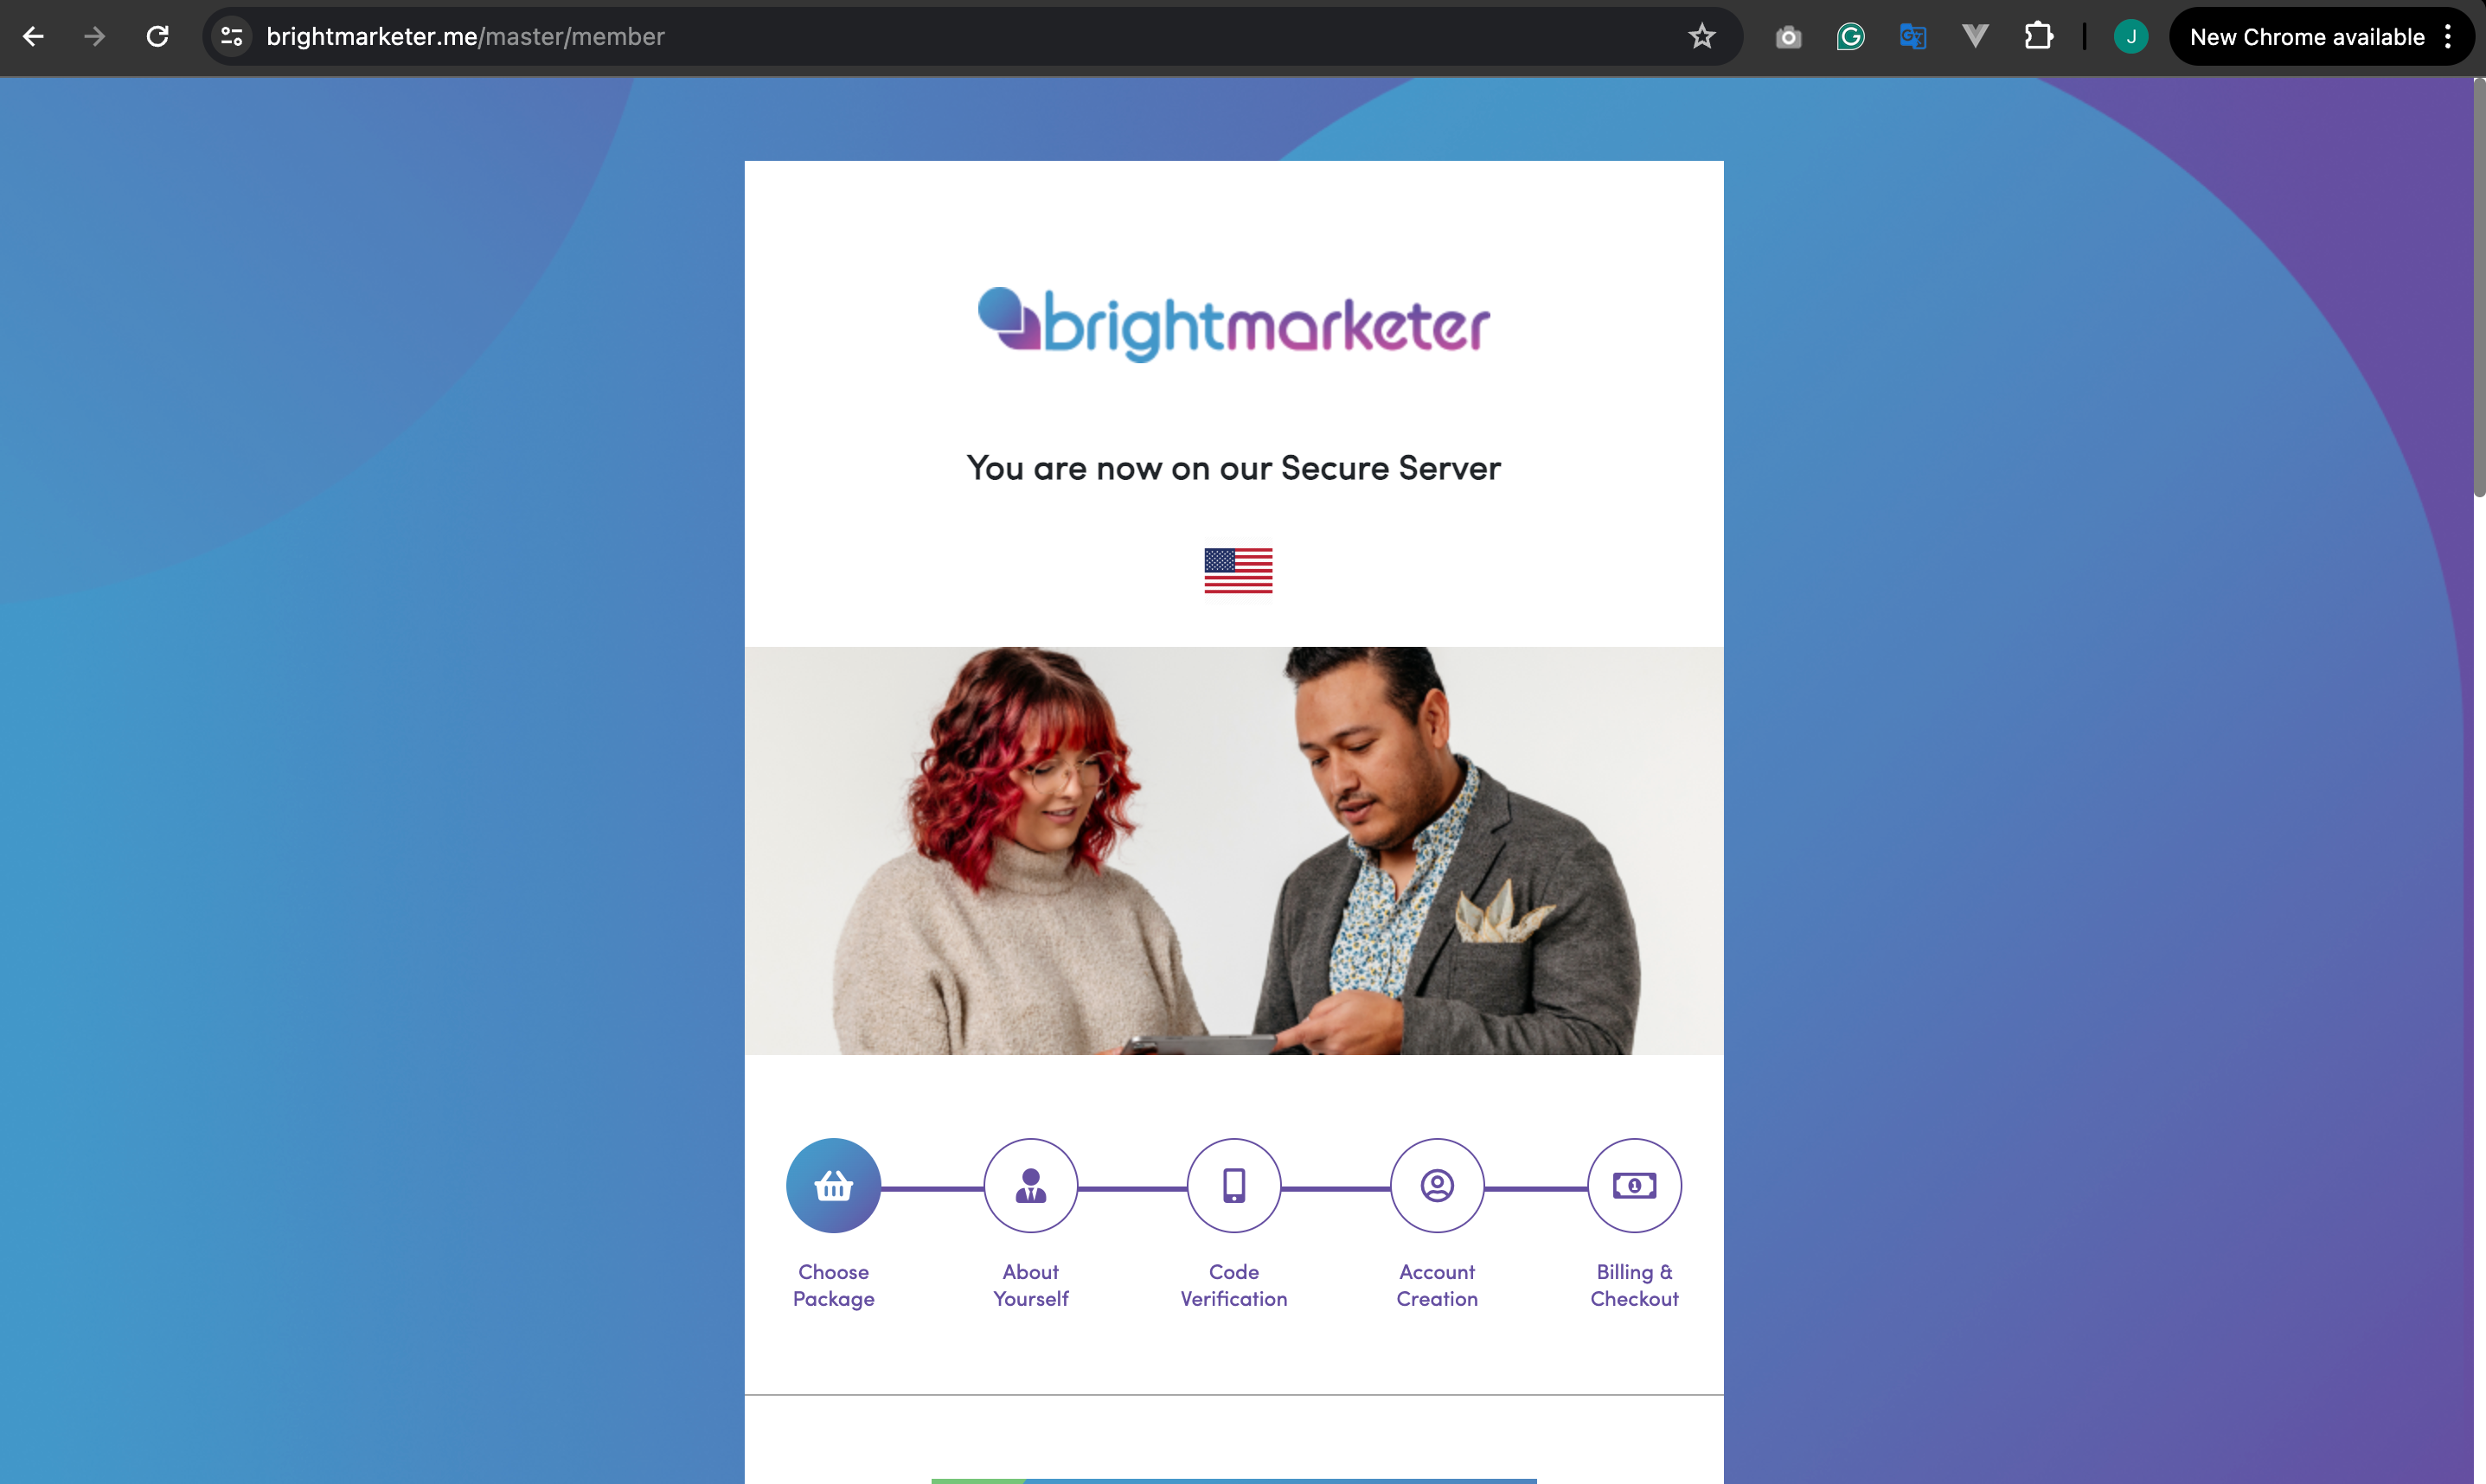 brightmarketer.me/master/member
J
New Chrome available
brightmarketer
You are now on our Secure Server
Choose
Package
About
Yourself
Code
Verification
Account
Creation
Billing &
Checkout